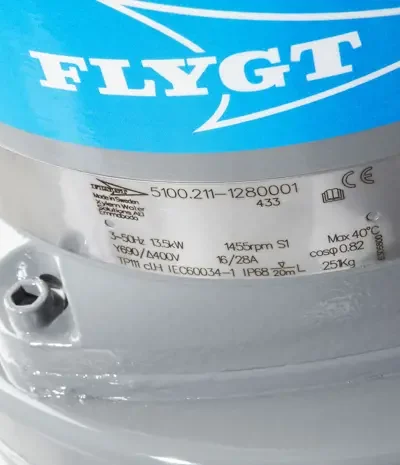 FLYGT
5100.211-1280001
433
Made in Sweden
Xylem Water
Solutions AB
Emmaboda
3~50Hz 13.5kW 1455rpm S1 Max 40°C
Y690/Δ400V 16/28A cosφ 0.82
TP111 cl.H IEC60034-1 IP68 20m L 251Kg